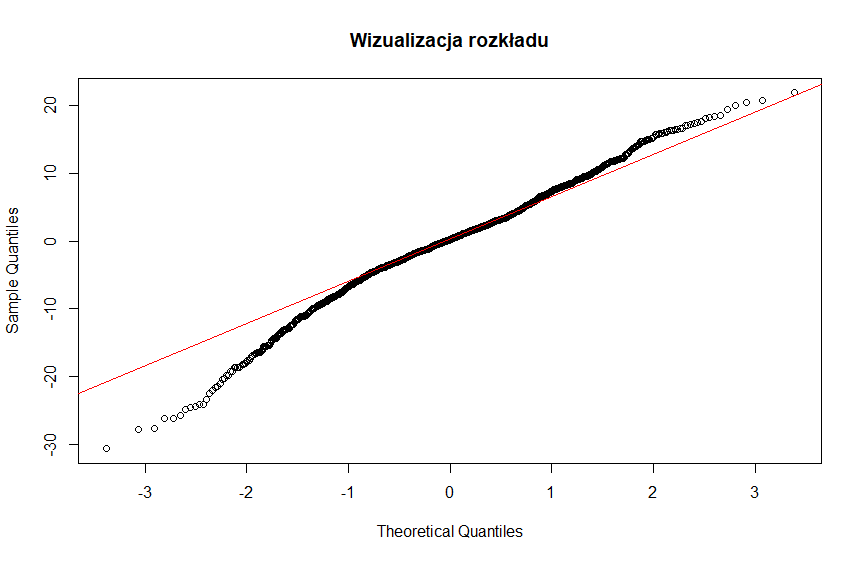 Wizualizacja rozkładu
Sample Quantiles
20
10
0
-10
-20
-30
-3 -2 -1 0 1 2 3
Theoretical Quantiles